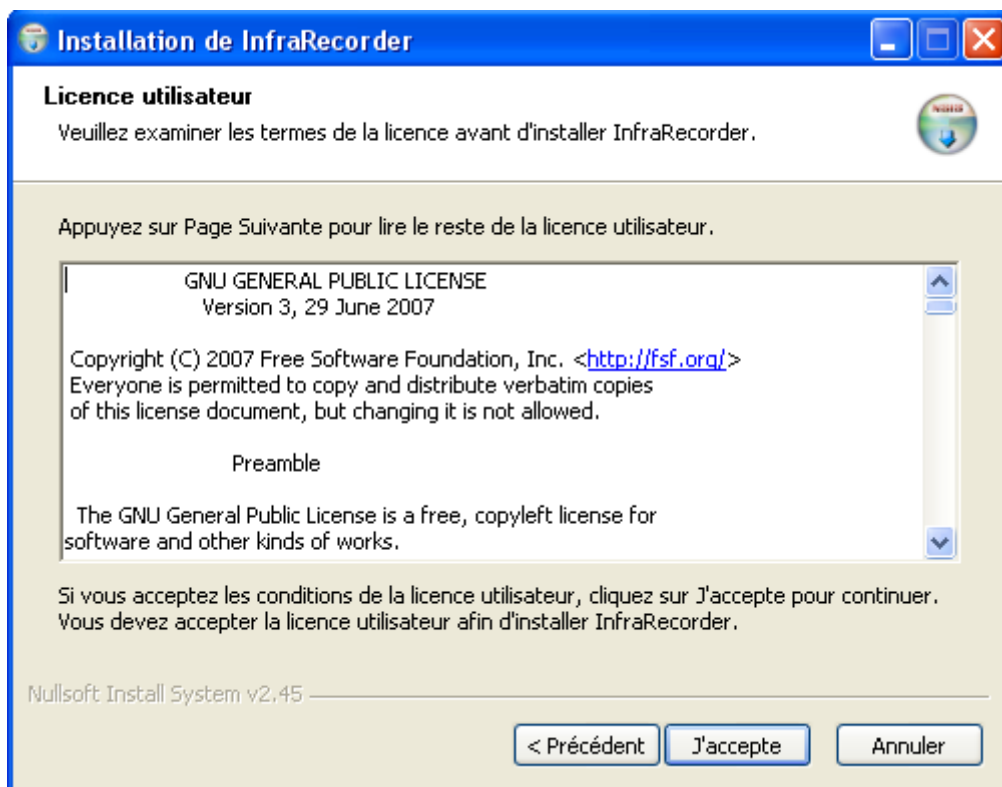 Installation de InfraRecorder
Licence utilisateur
Veuillez examiner les termes de la licence avant d'installer InfraRecorder.
Appuyez sur Page Suivante pour lire le reste de la licence utilisateur.
GNU GENERAL PUBLIC LICENSE
Version 3, 29 June 2007
Copyright (C) 2007 Free Software Foundation, Inc. <http://fsf.org/>
Everyone is permitted to copy and distribute verbatim copies
of this license document, but changing it is not allowed.
Preamble
The GNU General Public License is a free, copyleft license for
software and other kinds of works.
Si vous acceptez les conditions de la licence utilisateur, cliquez sur J'accepte pour continuer.
Vous devez accepter la licence utilisateur afin d'installer InfraRecorder.
Nullsoft Install System v2.45
< Précédent J'accepte Annuler